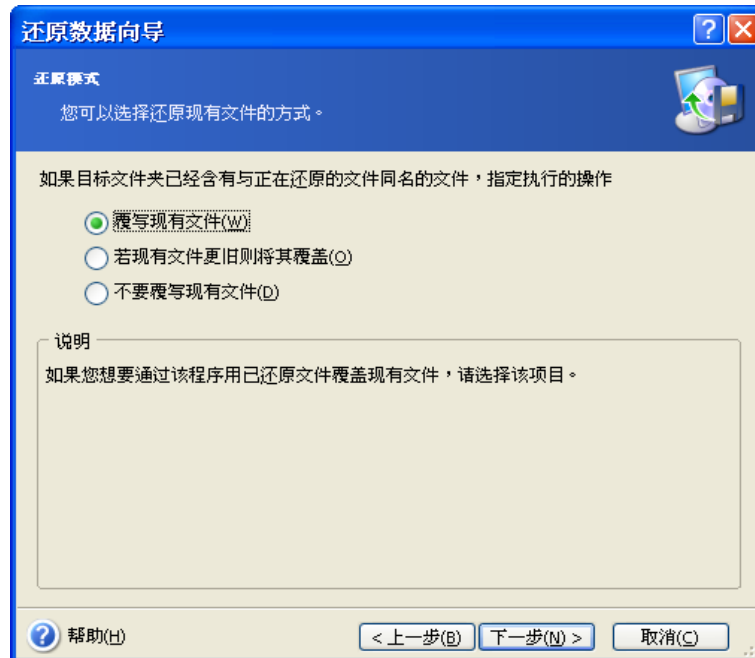 还原数据向导
还原模式
您可以选择还原现有文件的方式。
如果目标文件夹已经含有与正在还原的文件同名的文件，指定执行的操作
覆写现有文件(W)
若现有文件更旧则将其覆盖(O)
不要覆写现有文件(D)
说明
如果您想要通过该程序用已还原文件覆盖现有文件，请选择该项目。
帮助(H)
< 上一步(B)
下一步(N) >
取消(C)